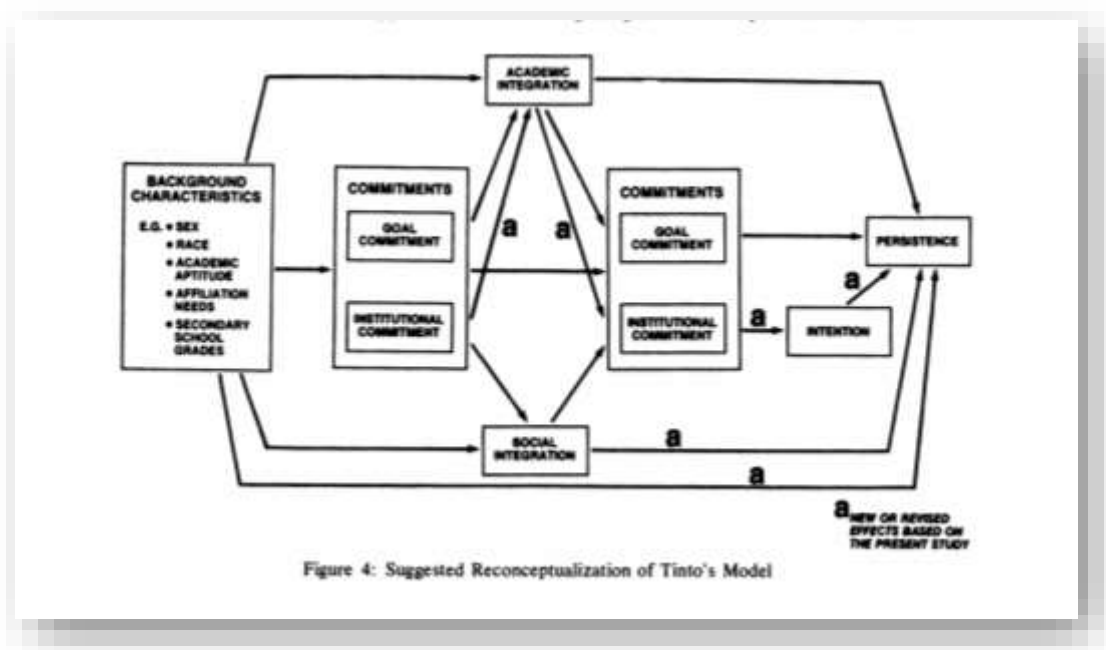 ACADEMIC
INTEGRATION
BACKGROUND
CHARACTERISTICS
E.G. • SEX
• RACE
• ACADEMIC
APTITUDE
• AFFILIATION
NEEDS
• SECONDARY
SCHOOL
GRADES
COMMITMENTS
GOAL
COMMITMENT
INSTITUTIONAL
COMMITMENT
a
a
COMMITMENTS
GOAL
COMMITMENT
INSTITUTIONAL
COMMITMENT
PERSISTENCE
a
a
INTENTION
SOCIAL
INTEGRATION
a
a
a NEW OR REVISED
EFFECTS BASED ON
THE PRESENT STUDY
Figure 4: Suggested Reconceptualization of Tinto's Model